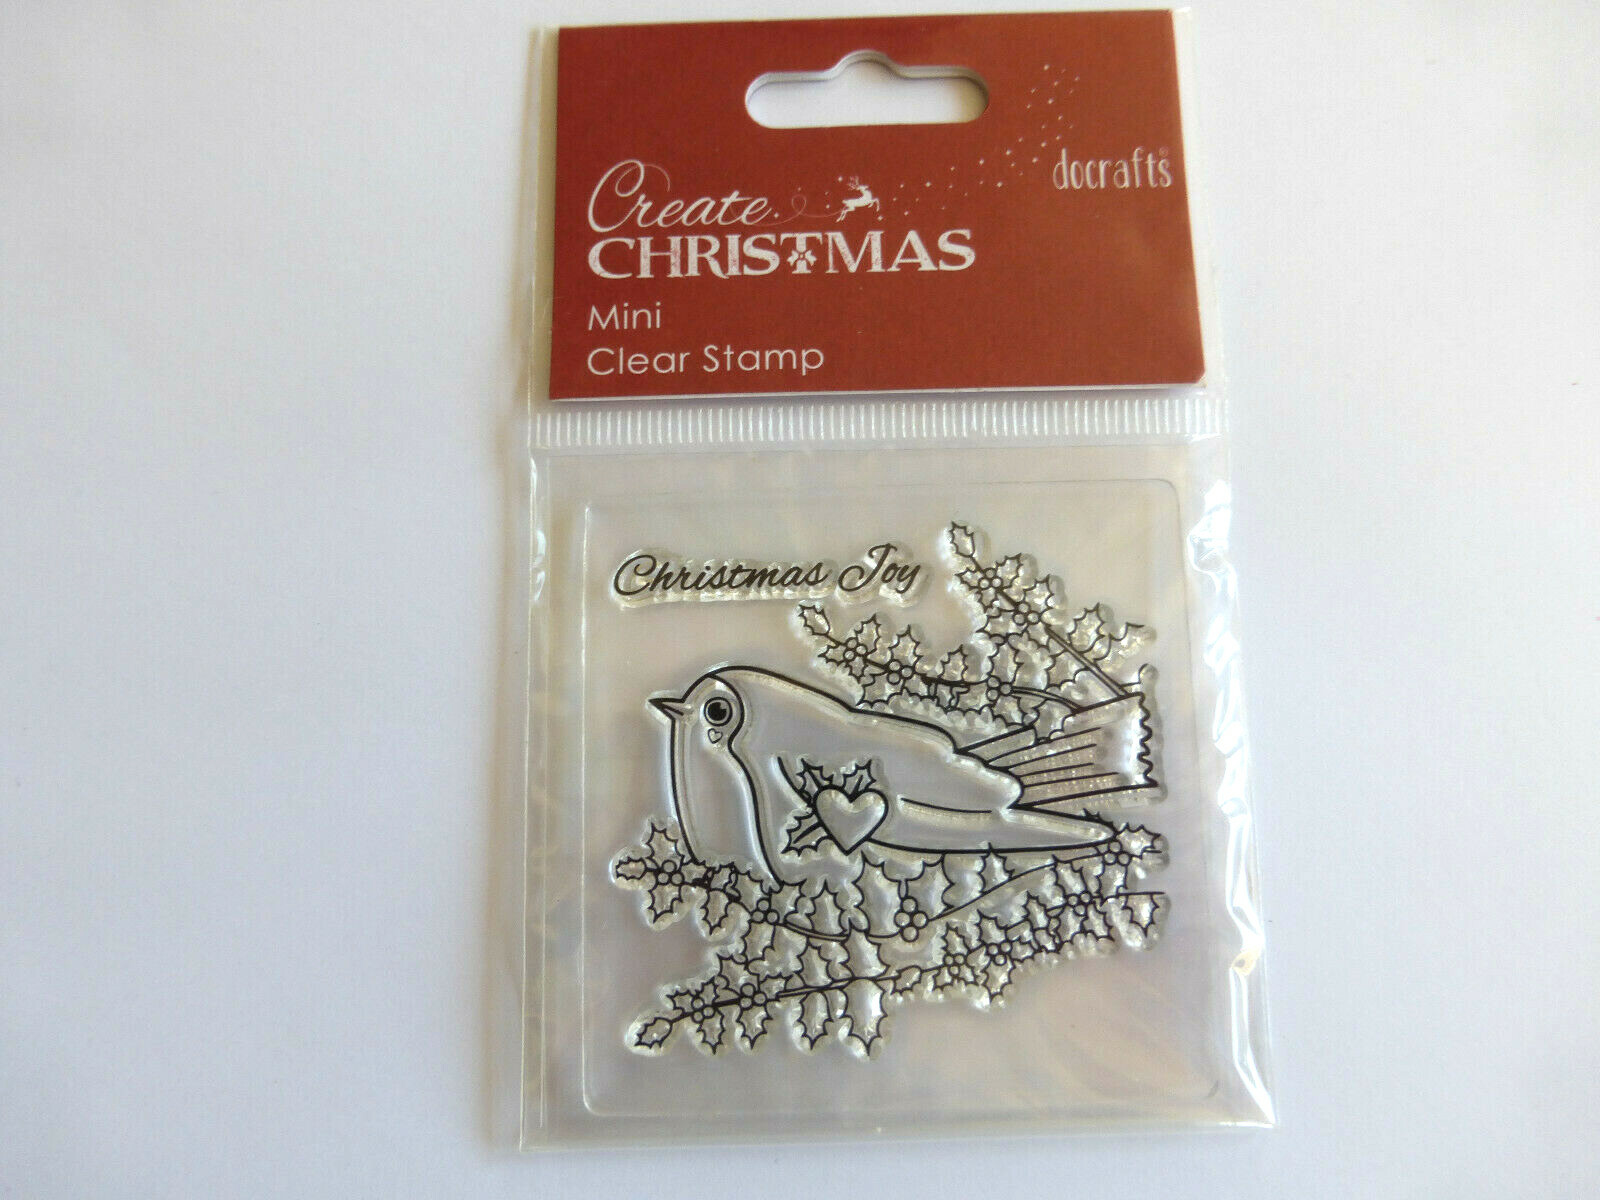 docrafts®
Create
CHRISTMAS
Mini
Clear Stamp
Christmas Joy